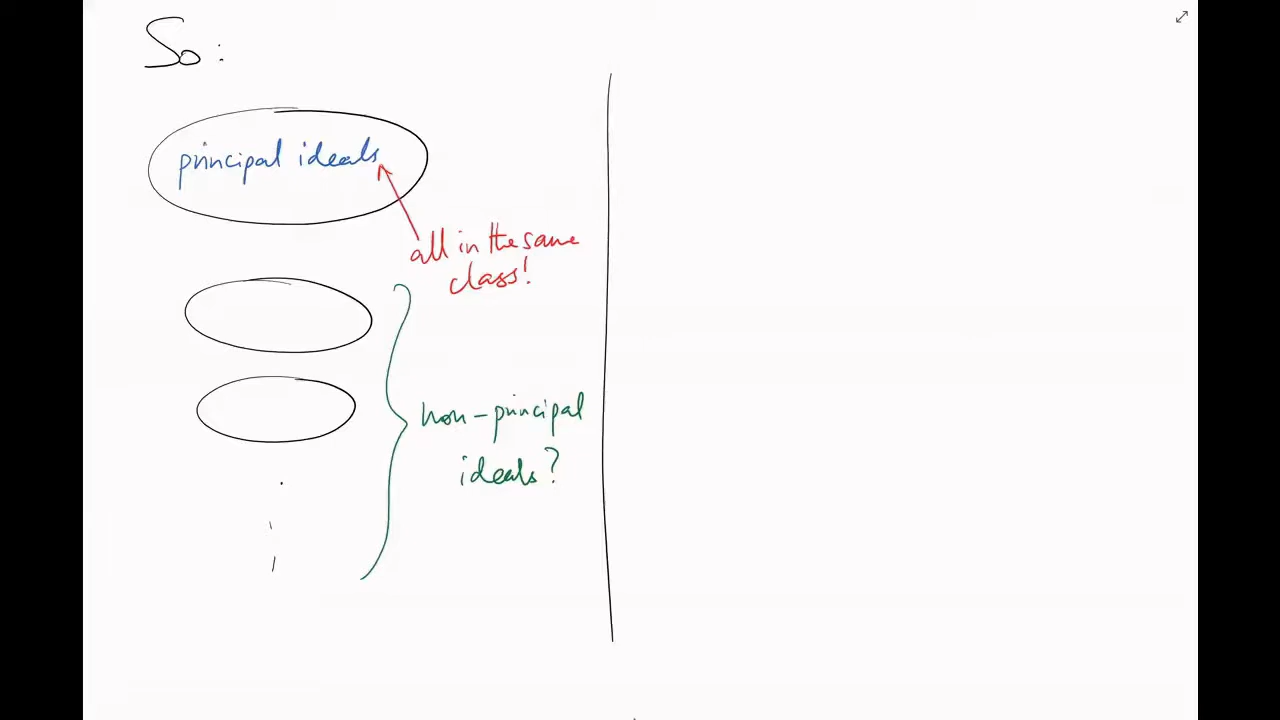 So:
principal ideals
all in the same
class!
non-principal
ideals?